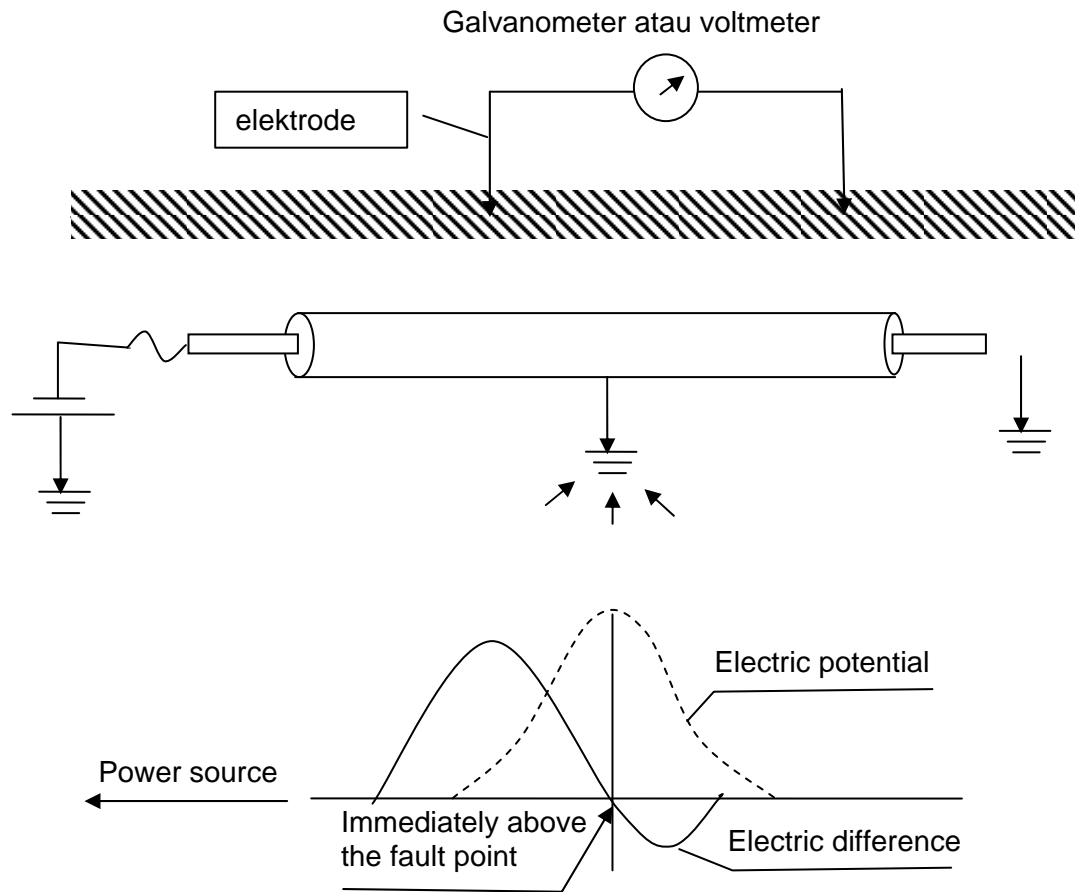 Galvanometer atau voltmeter
elektrode
Electric potential
Power source
Immediately above
the fault point
Electric difference